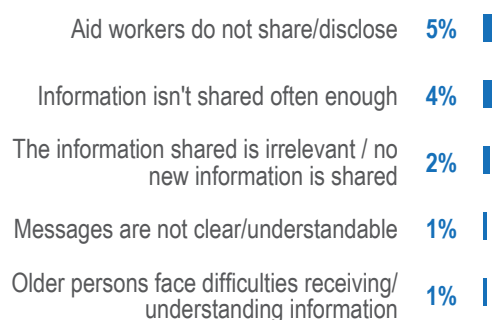 Aid workers do not share/disclose 5%
Information isn't shared often enough 4%
The information shared is irrelevant / no
new information is shared 2%
Messages are not clear/understandable 1%
Older persons face difficulties receiving/
understanding information 1%